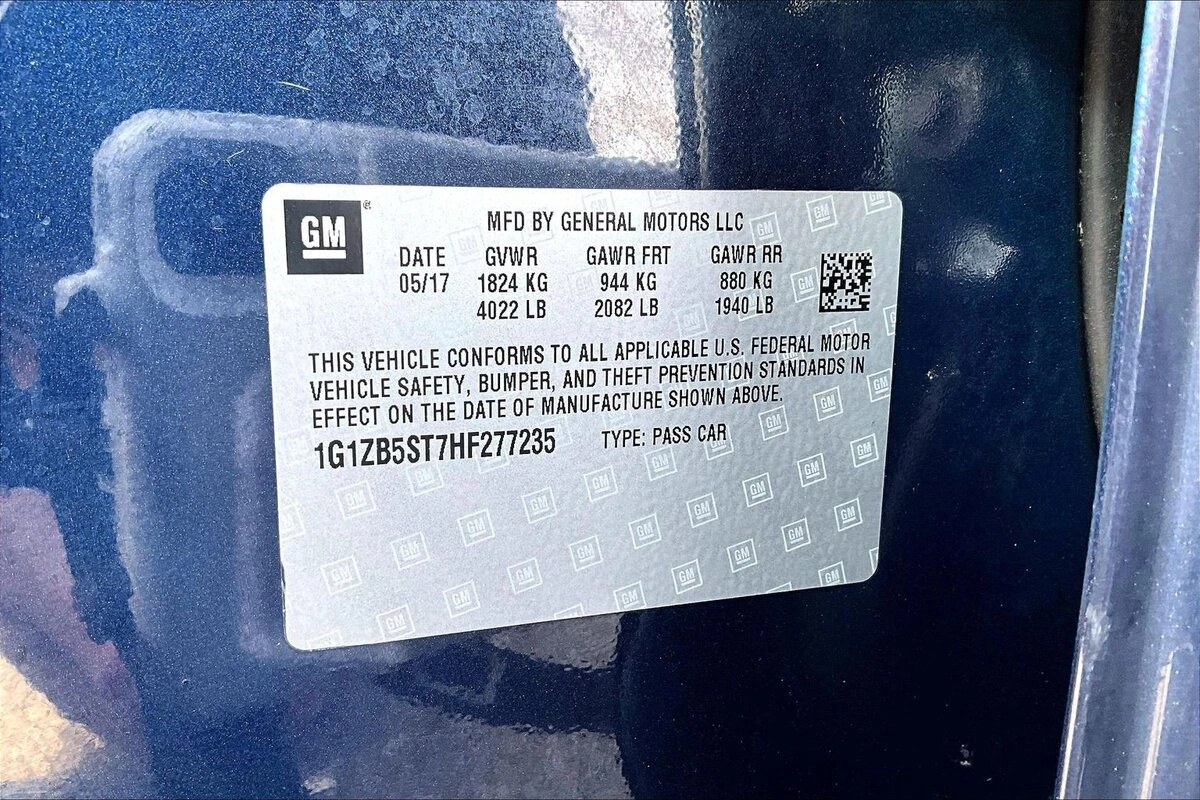 GM®
MFD BY GENERAL MOTORS LLC
DATE GVWR GAWR FRT GAWR RR
05/17 1824 KG 944 KG 880 KG
4022 LB 2082 LB 1940 LB
THIS VEHICLE CONFORMS TO ALL APPLICABLE U.S. FEDERAL MOTOR
VEHICLE SAFETY, BUMPER, AND THEFT PREVENTION STANDARDS IN
EFFECT ON THE DATE OF MANUFACTURE SHOWN ABOVE.
1G1ZB5ST7HF277235 TYPE: PASS CAR